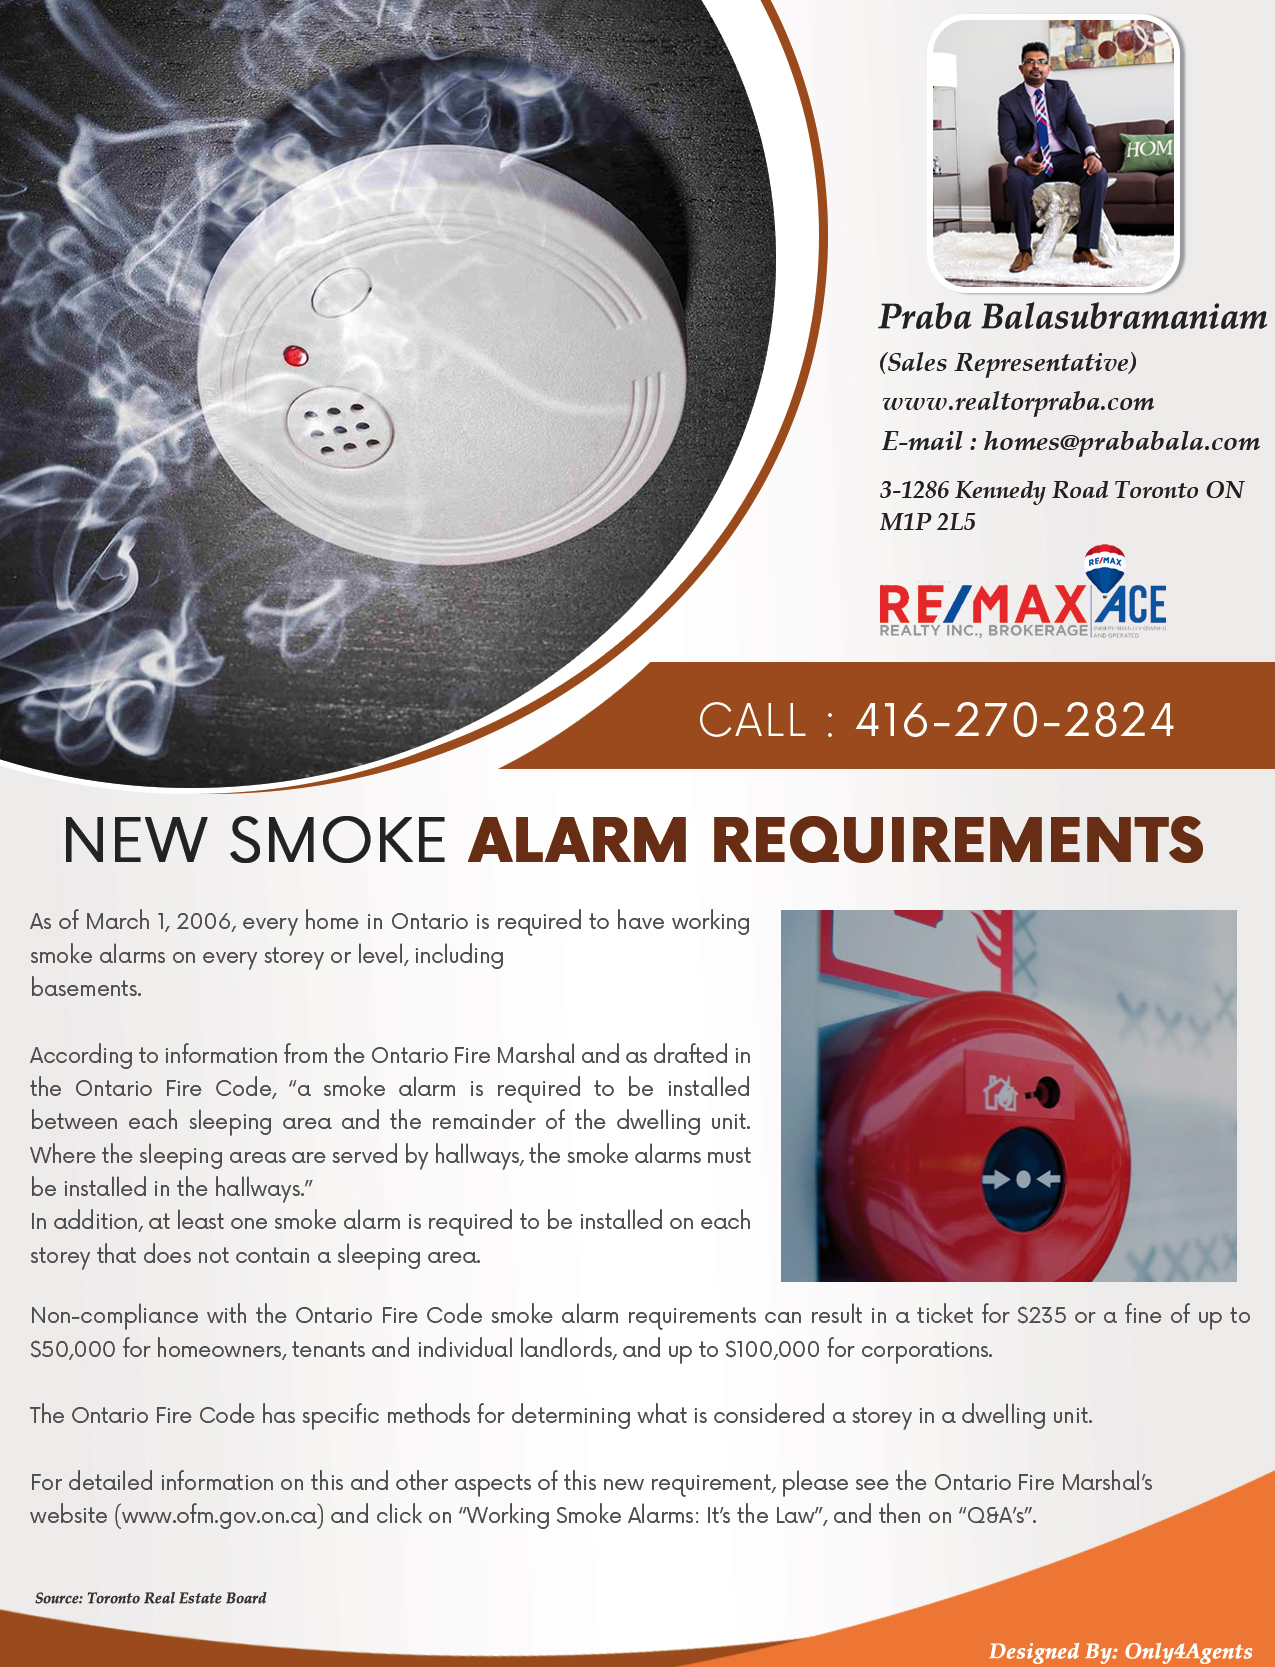 HOM
Praba Balasubramaniam
(Sales Representative)
www.realtorpraba.com
E-mail : homes@prababala.com
3-1286 Kennedy Road Toronto ON
M1P 2L5
RE/MAX
RE/MAX ACE
REALTY INC., BROKERAGE
INDEPENDENTLY OWNED
AND OPERATED
CALL : 416-270-2824
NEW SMOKE ALARM REQUIREMENTS
As of March 1, 2006, every home in Ontario is required to have working
smoke alarms on every storey or level, including
basements.
According to information from the Ontario Fire Marshal and as drafted in
the Ontario Fire Code, “a smoke alarm is required to be installed
between each sleeping area and the remainder of the dwelling unit.
Where the sleeping areas are served by hallways, the smoke alarms must
be installed in the hallways.”
In addition, at least one smoke alarm is required to be installed on each
storey that does not contain a sleeping area.
Non-compliance with the Ontario Fire Code smoke alarm requirements can result in a ticket for $235 or a fine of up to
$50,000 for homeowners, tenants and individual landlords, and up to $100,000 for corporations.
The Ontario Fire Code has specific methods for determining what is considered a storey in a dwelling unit.
For detailed information on this and other aspects of this new requirement, please see the Ontario Fire Marshal’s
website (www.ofm.gov.on.ca) and click on “Working Smoke Alarms: It’s the Law”, and then on “Q&A’s”.
Source: Toronto Real Estate Board
Designed By: Only4Agents